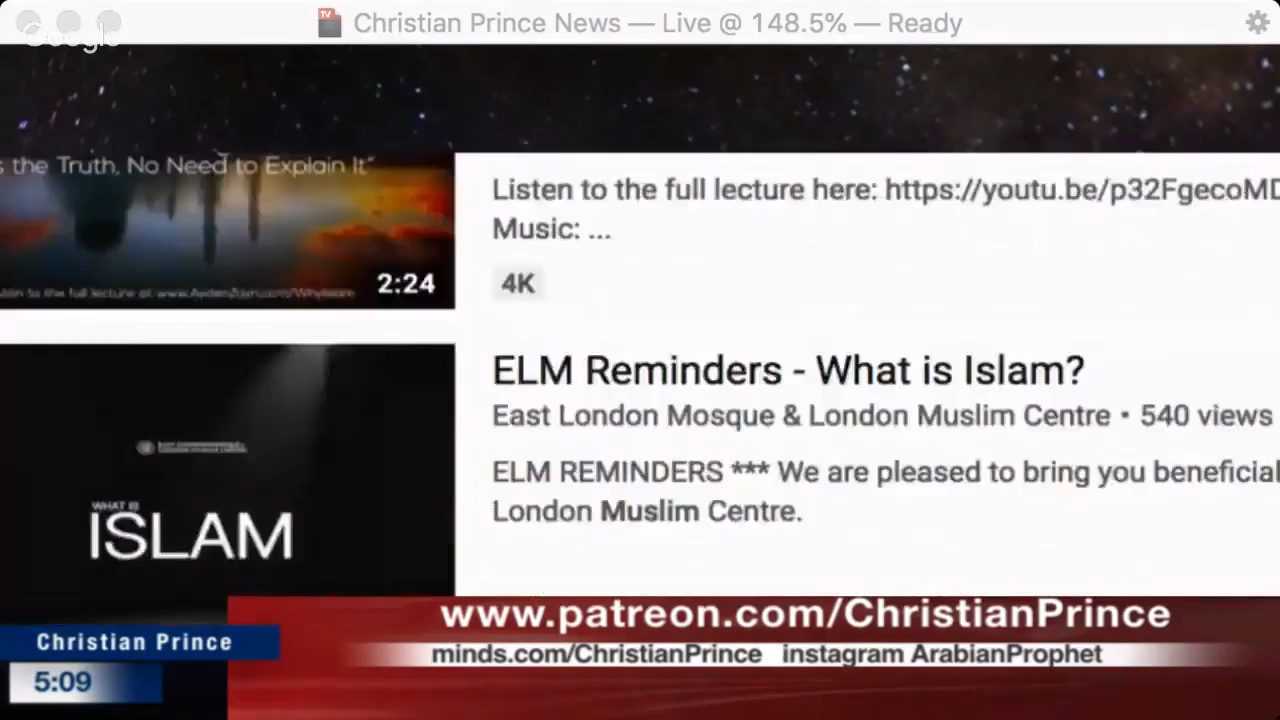 Christian Prince News — Live @ 148.5% — Ready
Google
s the Truth, No Need to Explain It"
2:24
Listen to the full lecture here: https://youtu.be/p32FgecoMD
Music: ...
4K
ELM Reminders - What is Islam?
East London Mosque & London Muslim Centre • 540 views
ELM REMINDERS *** We are pleased to bring you beneficial
London Muslim Centre.
WHAT IS
ISLAM
www.patreon.com/ChristianPrince
minds.com/ChristianPrince instagram ArabianProphet
Christian Prince
5:09